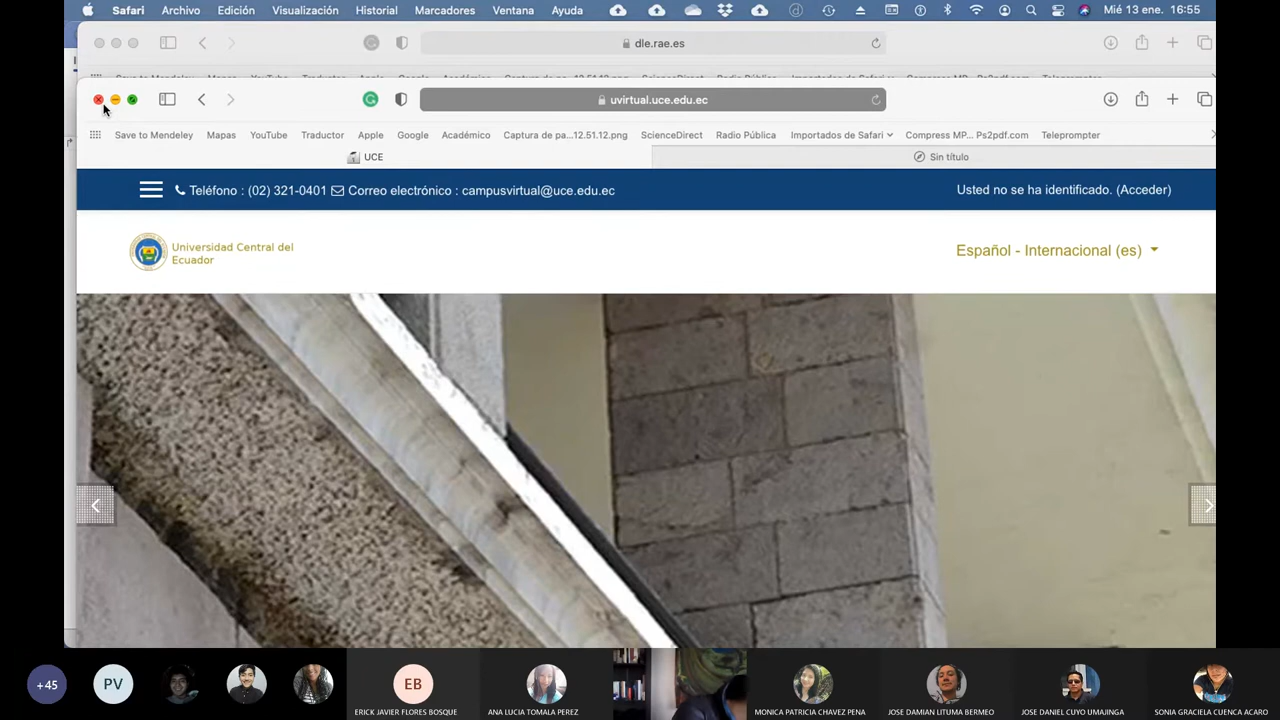 Safari Archivo Edición Visualización Historial Marcadores Ventana Ayuda Mié 13 ene. 16:55
dle.rae.es
uvirtual.uce.edu.ec
Save to Mendeley Mapas YouTube Traductor Apple Google Académico Captura de pa...12.51.12.png ScienceDirect Radio Pública Importados de Safari Compress MP... Ps2pdf.com Teleprompter
UCE Sin título
Teléfono : (02) 321-0401 Correo electrónico : campusvirtual@uce.edu.ec Usted no se ha identificado. (Acceder)
Universidad Central del
Ecuador
Español - Internacional (es)
+45 PV EB
ERICK JAVIER FLORES BOSQUE ANA LUCIA TOMALA PEREZ MONICA PATRICIA CHAVEZ PENA JOSE DAMIAN LITUMA BERMEO JOSE DANIEL CUYO UMAJINGA SONIA GRACIELA CUENCA ACARO